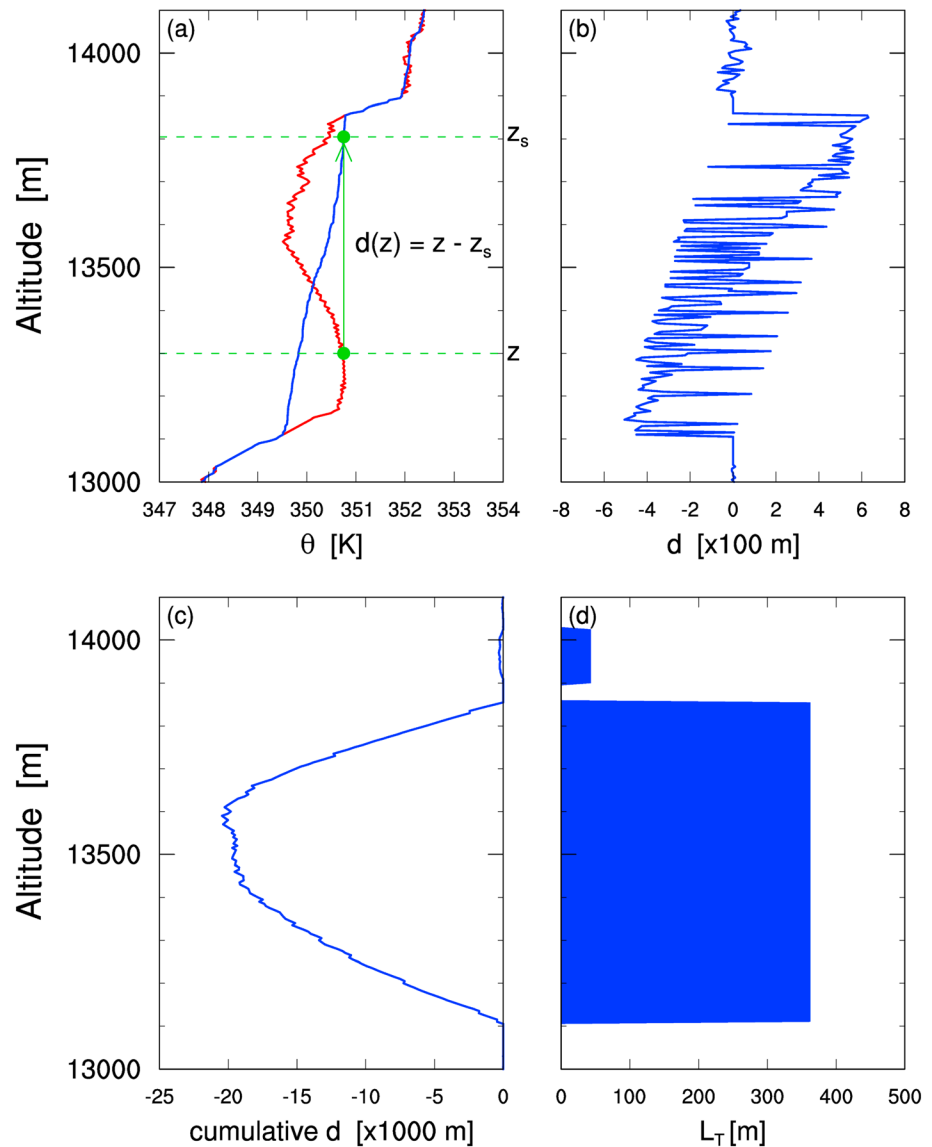 (a)
(b)
14000
13500
13000
Altitude [m]
z_s
d(z) = z - z_s
z
347 348 349 350 351 352 353 354
θ [K]
-8 -6 -4 -2 0 2 4 6 8
d [x100 m]
(c)
(d)
14000
13500
13000
Altitude [m]
-25 -20 -15 -10 -5 0
cumulative d [x1000 m]
0 100 200 300 400 500
L_T [m]